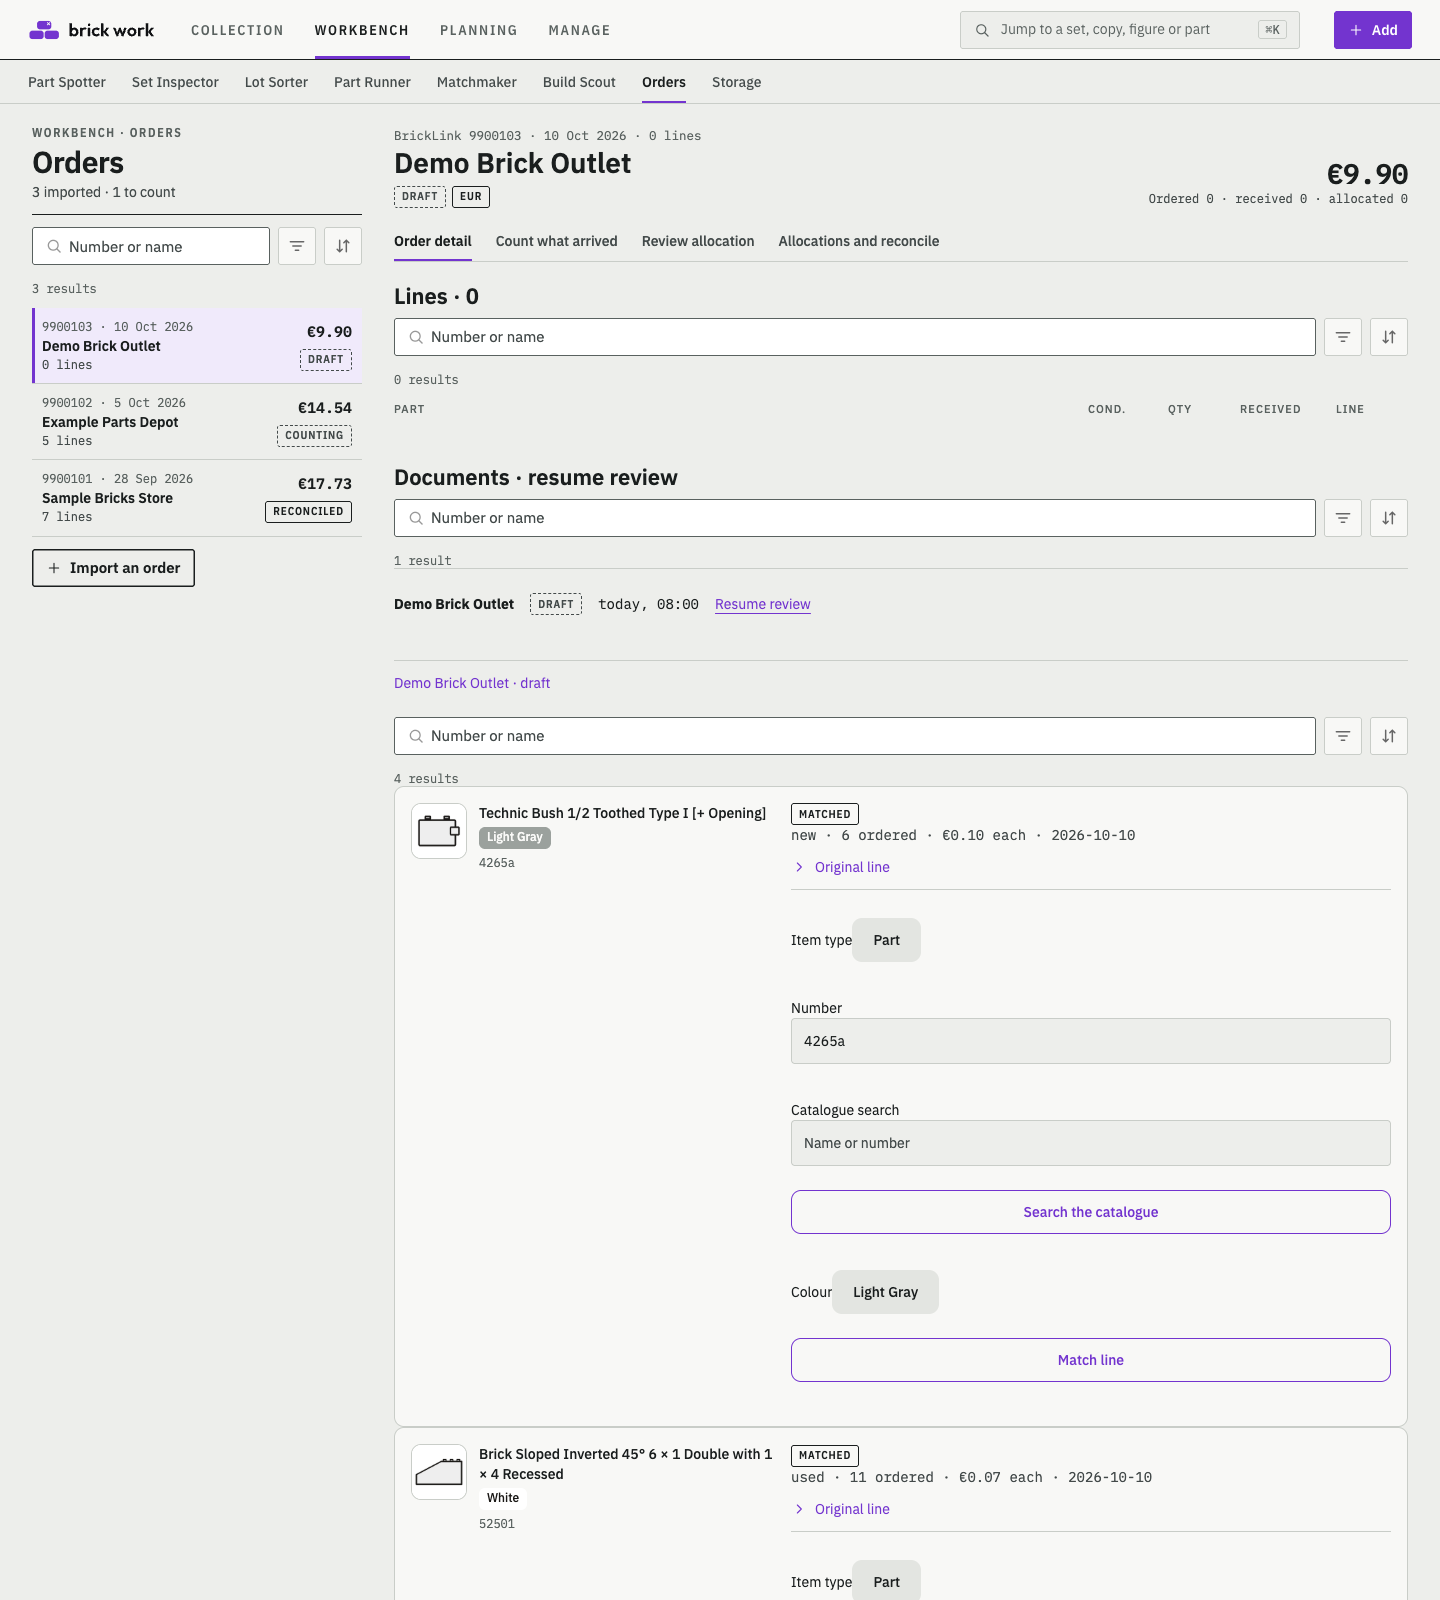 brick work
COLLECTION
WORKBENCH
PLANNING
MANAGE
Jump to a set, copy, figure or part
⌘K
Add
Part Spotter
Set Inspector
Lot Sorter
Part Runner
Matchmaker
Build Scout
Orders
Storage
WORKBENCH · ORDERS
Orders
3 imported · 1 to count
Number or name
3 results
9900103 · 10 Oct 2026
€9.90
Demo Brick Outlet
0 lines
DRAFT
9900102 · 5 Oct 2026
€14.54
Example Parts Depot
5 lines
COUNTING
9900101 · 28 Sep 2026
€17.73
Sample Bricks Store
7 lines
RECONCILED
Import an order
BrickLink 9900103 · 10 Oct 2026 · 0 lines
Demo Brick Outlet
DRAFT
EUR
€9.90
Ordered 0 · received 0 · allocated 0
Order detail
Count what arrived
Review allocation
Allocations and reconcile
Lines · 0
Number or name
0 results
PART
COND.
QTY
RECEIVED
LINE
Documents · resume review
Number or name
1 result
Demo Brick Outlet
DRAFT
today, 08:00
Resume review
Demo Brick Outlet · draft
Number or name
4 results
Technic Bush 1/2 Toothed Type I [+ Opening]
Light Gray
4265a
MATCHED
new · 6 ordered · €0.10 each · 2026-10-10
Original line
Item type
Part
Number
4265a
Catalogue search
Name or number
Search the catalogue
Colour
Light Gray
Match line
Brick Sloped Inverted 45° 6 × 1 Double with 1
× 4 Recessed
White
52501
MATCHED
used · 11 ordered · €0.07 each · 2026-10-10
Original line
Item type
Part